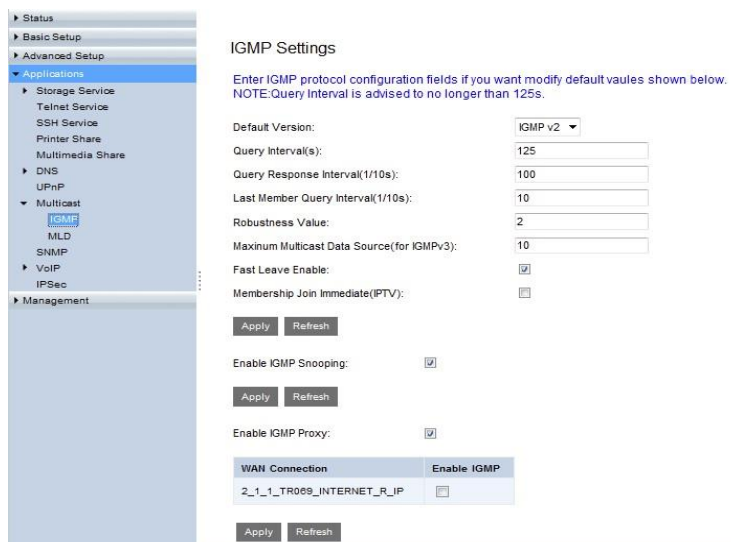 Status
Basic Setup
Advanced Setup
Applications
Storage Service
Telnet Service
SSH Service
Printer Share
Multimedia Share
DNS
UPnP
Multicast
IGMP
MLD
SNMP
VoIP
IPSec
Management
IGMP Settings
Enter IGMP protocol configuration fields if you want modify default vaules shown below.
NOTE:Query Interval is advised to no longer than 125s.
Default Version: IGMP v2
Query Interval(s): 125
Query Response Interval(1/10s): 100
Last Member Query Interval(1/10s): 10
Robustness Value: 2
Maxinum Multicast Data Source(for IGMPv3): 10
Fast Leave Enable:
Membership Join Immediate(IPTV):
Apply Refresh
Enable IGMP Snooping:
Apply Refresh
Enable IGMP Proxy:
WAN Connection Enable IGMP
2_1_1_TR069_INTERNET_R_IP
Apply Refresh